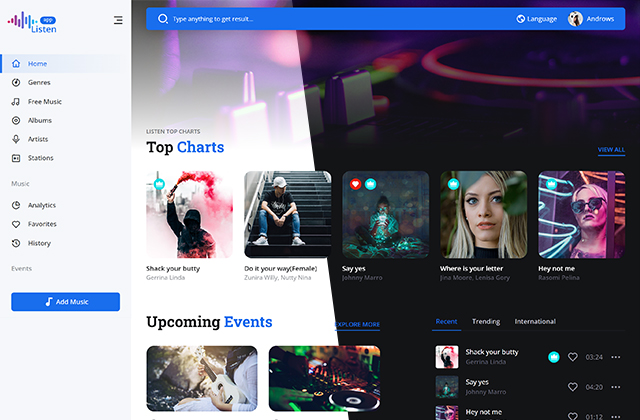 app
Listen
Type anything to get result...
Language
Androws
Home
Genres
Free Music
Albums
Artists
Stations
Music
Analytics
Favorites
History
Events
Add Music
LISTEN TOP CHARTS
Top Charts
VIEW ALL
Shack your butty
Gerrina Linda
Do it your way(Female)
Zunira Willy, Nutty Nina
Say yes
Johnny Marro
Where is your letter
Jina Moore, Lenisa Gory
Hey not me
Rasomi Pelina
Upcoming Events
EXPLORE MORE
Recent
Trending
International
Shack your butty
Gerrina Linda
03:24
Say yes
Johnny Marro
04:20
Hey not me
01:12